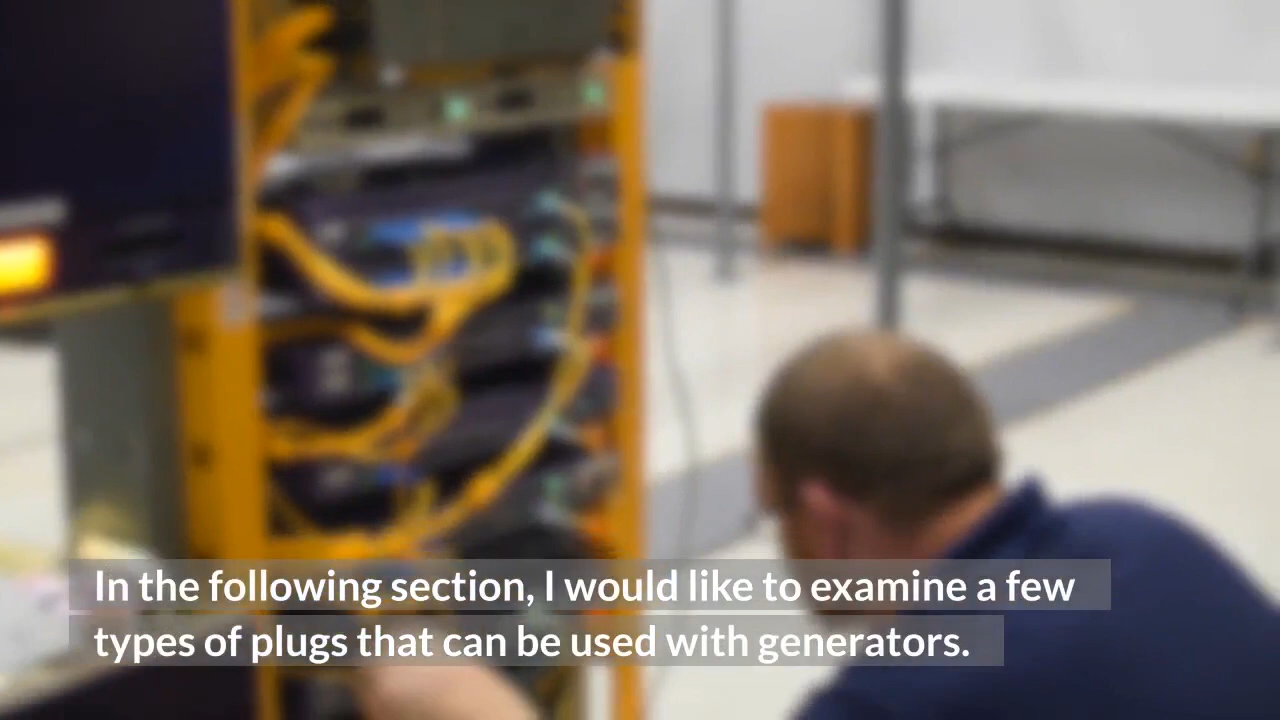 In the following section, I would like to examine a few
types of plugs that can be used with generators.